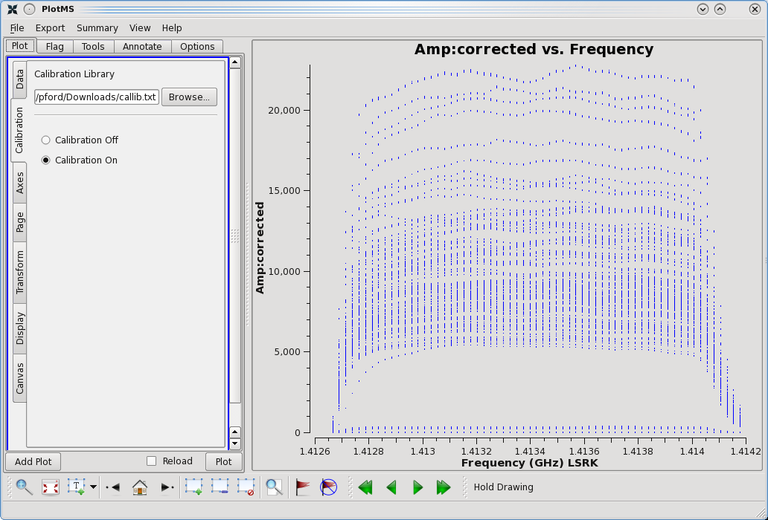 PlotMS
File Export Summary View Help
Plot Flag Tools Annotate Options
Data
Calibration
Axes
Page
Transform
Display
Canvas
Calibration Library
/pford/Downloads/callib.txt Browse...
Calibration Off
Calibration On
Add Plot Reload Plot
Amp:corrected vs. Frequency
Amp:corrected
20,000
15,000
10,000
5,000
0
1.4126 1.4128 1.413 1.4132 1.4134 1.4136 1.4138 1.414 1.4142
Frequency (GHz) LSRK
T
Hold Drawing